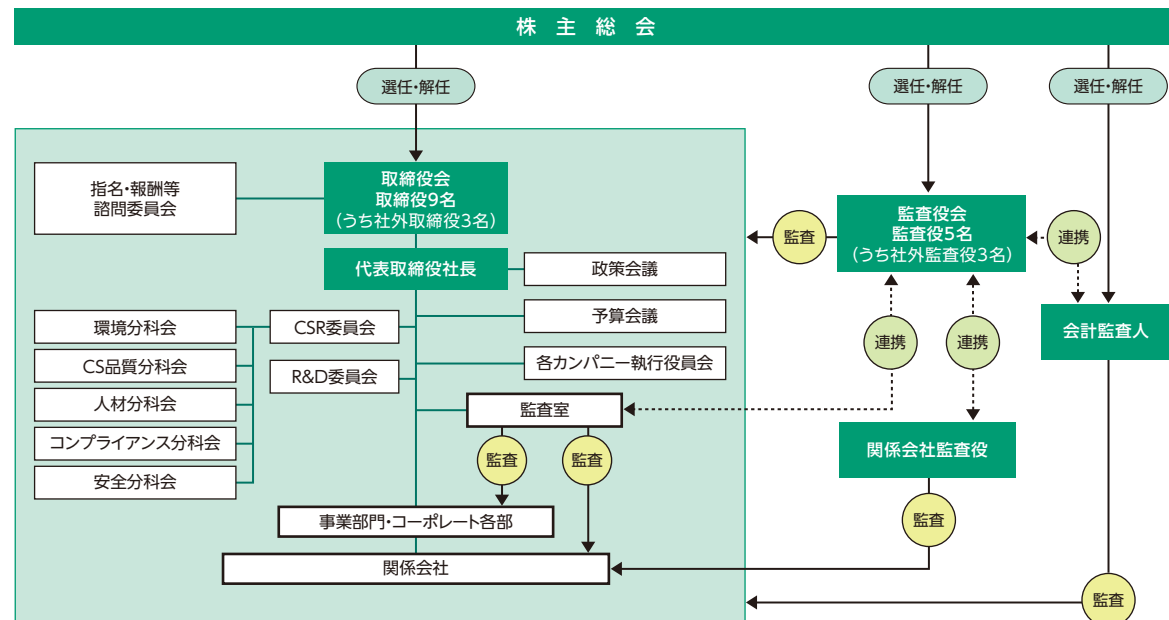 株主総会
選任・解任
選任・解任
選任・解任
指名・報酬等
諮問委員会
取締役会
取締役9名
(うち社外取締役3名)
監査
監査役会
監査役5名
(うち社外監査役3名)
連携
代表取締役社長
政策会議
環境分科会
CSR委員会
予算会議
会計監査人
CS品質分科会
R&D委員会
各カンパニー執行役員会
連携
連携
人材分科会
監査室
コンプライアンス分科会
監査
監査
関係会社監査役
安全分科会
事業部門・コーポレート各部
監査
関係会社
監査